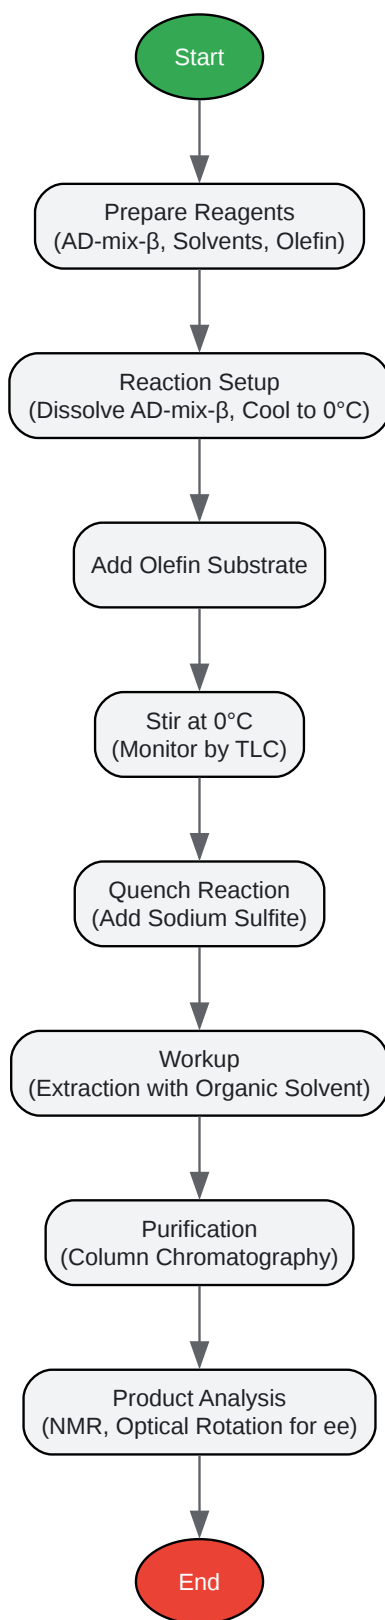 Start
Prepare Reagents
(AD-mix-β, Solvents, Olefin)
Reaction Setup
(Dissolve AD-mix-β, Cool to 0°C)
Add Olefin Substrate
Stir at 0°C
(Monitor by TLC)
Quench Reaction
(Add Sodium Sulfite)
Workup
(Extraction with Organic Solvent)
Purification
(Column Chromatography)
Product Analysis
(NMR, Optical Rotation for ee)
End